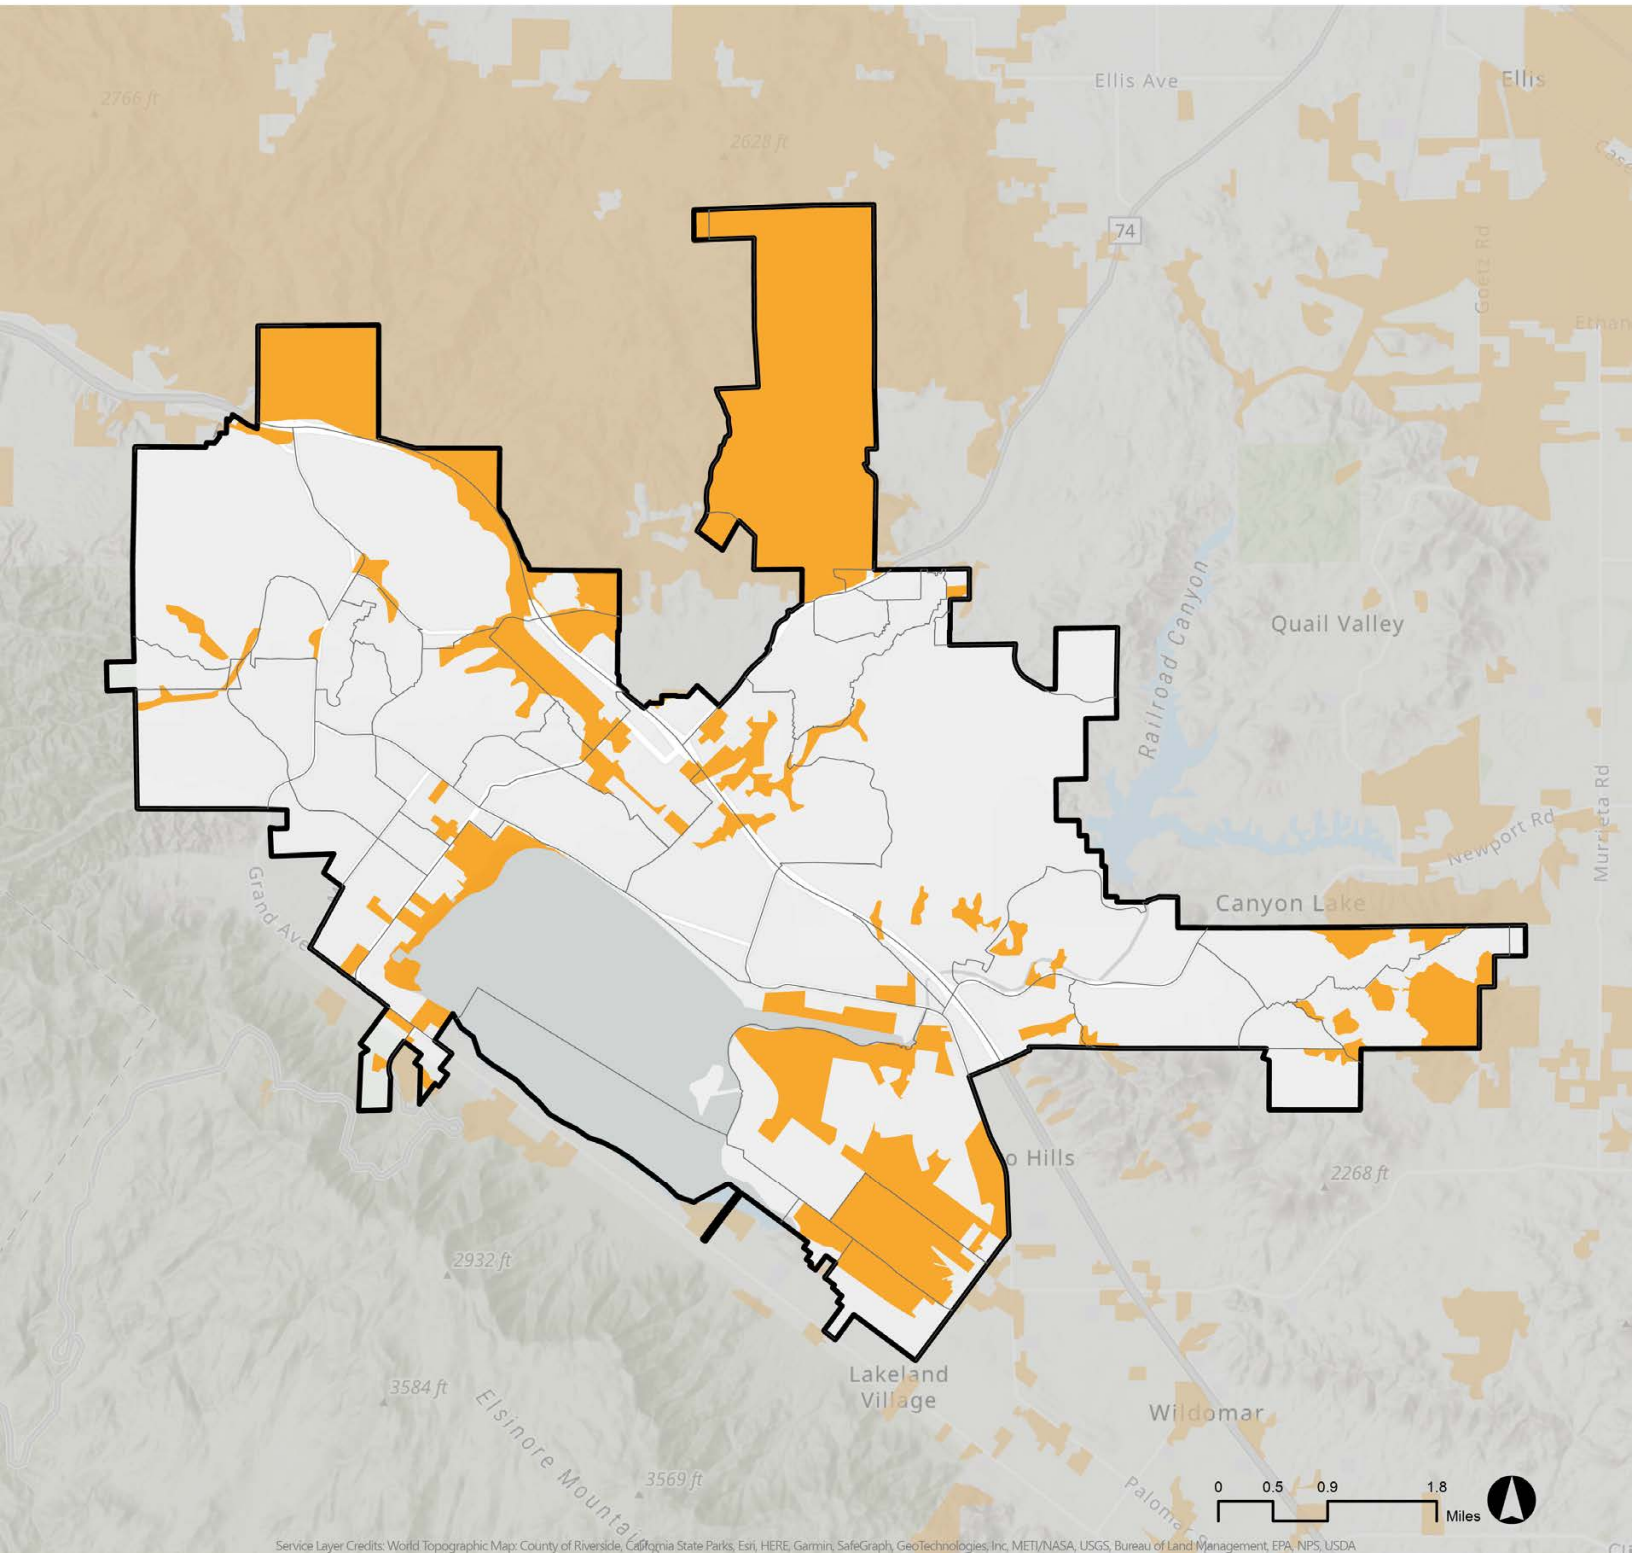 Ellis Ave
Ellis
2766 ft
2628 ft
74
Goetz Rd
Ethan
Railroad Canyon
Quail Valley
Murrieta Rd
Newport Rd
Canyon Lake
Grand Ave
o Hills
2268 ft
2932 ft
Lakeland
Village
3584 ft
Elsinore Mountain
Wildomar
3569 ft
Palomar S
0 0.5 0.9 1.8
Miles
Service Layer Credits: World Topographic Map: County of Riverside, California State Parks, Esri, HERE, Garmin, SafeGraph, GeoTechnologies, Inc, METI/NASA, USGS, Bureau of Land Management, EPA, NPS, USDA